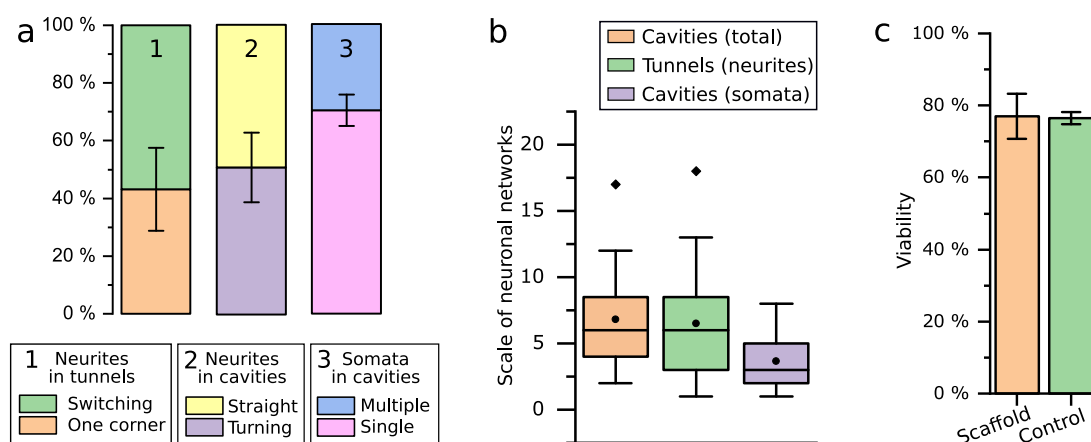 a
100 %
80 %
60 %
40 %
20 %
0 %
1
2
3
1 Neurites in tunnels
Switching
One corner
2 Neurites in cavities
Straight
Turning
3 Somata in cavities
Multiple
Single
b
Cavities (total)
Tunnels (neurites)
Cavities (somata)
Scale of neuronal networks
20
15
10
5
0
c
Viability
100 %
80 %
60 %
40 %
20 %
0 %
Scaffold
Control